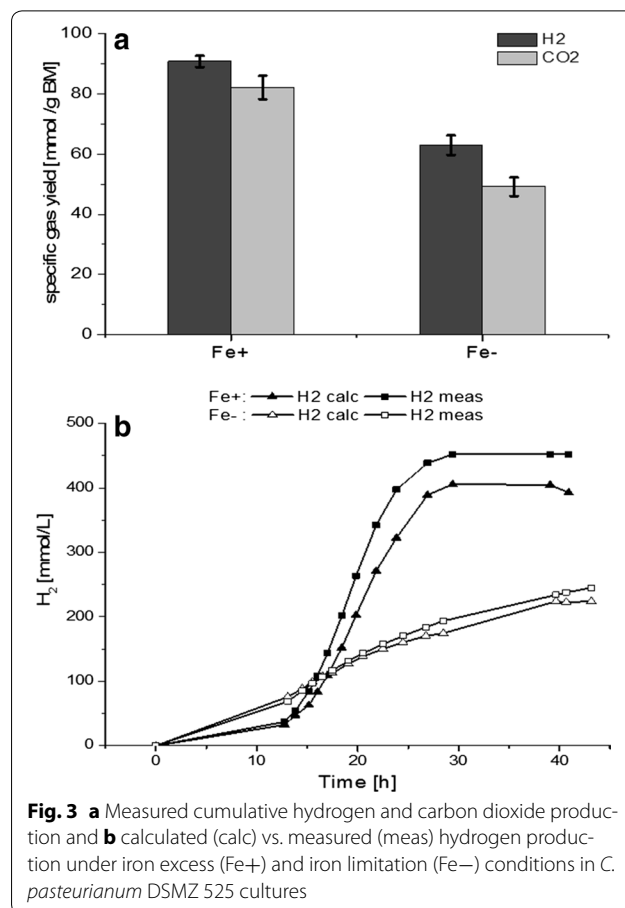 a
H2
CO2
100
80
60
40
20
0
specific gas yield [mmol /g BM]
Fe+
Fe-
Fe+: H2 calc H2 meas
Fe- : H2 calc H2 meas
b
500
400
300
200
100
0
H2 [mmol/L]
0
10
20
30
40
Time [h]
Fig. 3 a Measured cumulative hydrogen and carbon dioxide produc-
tion and b calculated (calc) vs. measured (meas) hydrogen produc-
tion under iron excess (Fe+) and iron limitation (Fe−) conditions in C.
pasteurianum DSMZ 525 cultures